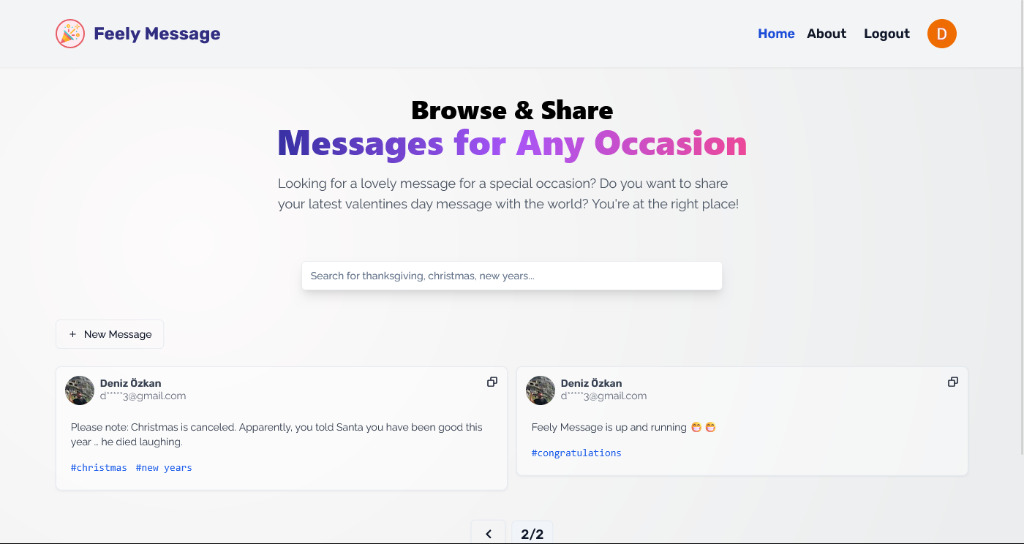 Feely Message
Home About Logout D
Browse & Share
Messages for Any Occasion
Looking for a lovely message for a special occasion? Do you want to share
your latest valentines day message with the world? You're at the right place!
Search for thanksgiving, christmas, new years...
+ New Message
Deniz Özkan
d*****3@gmail.com
Please note: Christmas is canceled. Apparently, you told Santa you have been good this
year ... he died laughing.
#christmas #new years
Deniz Özkan
d*****3@gmail.com
Feely Message is up and running 😁 😁
#congratulations
< 2/2